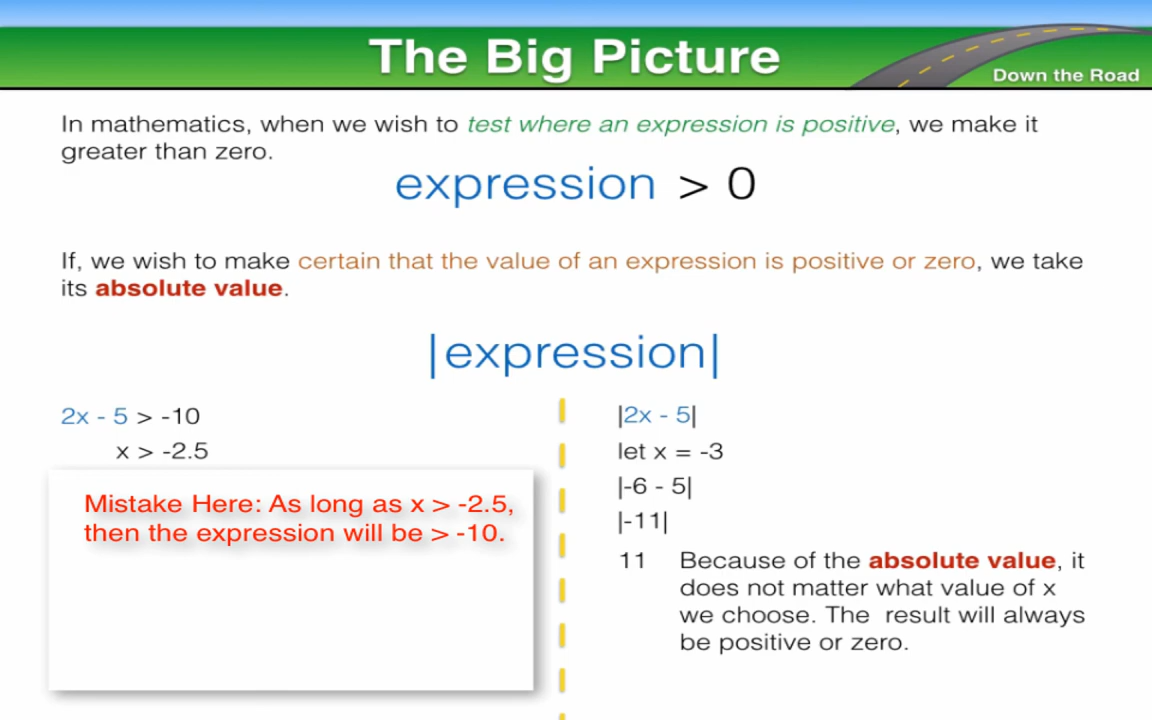 The Big Picture
Down the Road
In mathematics, when we wish to test where an expression is positive, we make it
greater than zero.
expression > 0
If, we wish to make certain that the value of an expression is positive or zero, we take
its absolute value.
|expression|
2x - 5 > -10
x > -2.5
Mistake Here: As long as x > -2.5,
then the expression will be > -10.
|2x - 5|
let x = -3
|-6 - 5|
|-11|
11 Because of the absolute value, it
does not matter what value of x
we choose. The result will always
be positive or zero.